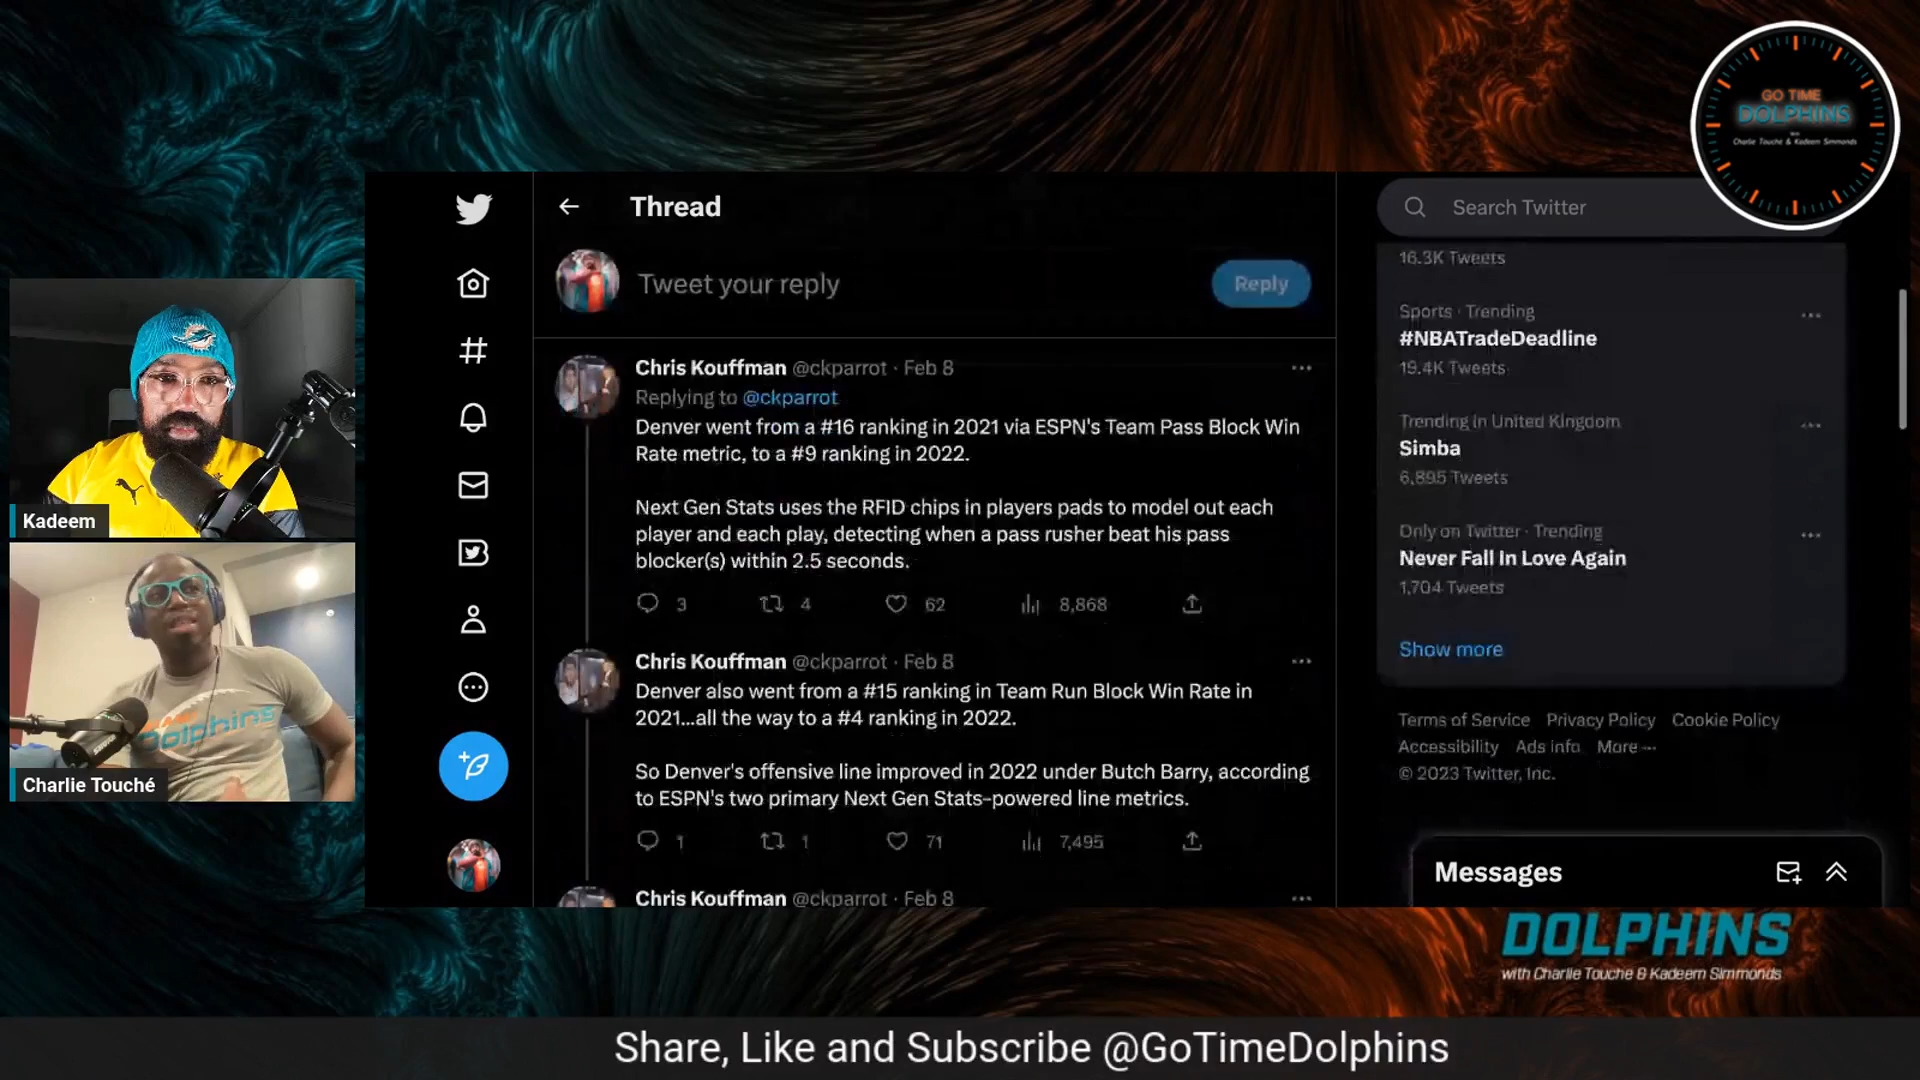 GO TIME
DOLPHINS
with
Charlie Touche & Kadeem Simmonds
Thread
Search Twitter
Tweet your reply
Reply
16.3K Tweets
Sports · Trending
#NBATradeDeadline
19.4K Tweets
Trending in United Kingdom
Simba
6,895 Tweets
Only on Twitter · Trending
Never Fall In Love Again
1,704 Tweets
Show more
Terms of Service Privacy Policy Cookie Policy
Accessibility Ads info More ···
© 2023 Twitter, Inc.
Messages
Chris Kouffman @ckparrot · Feb 8
Replying to @ckparrot
Denver went from a #16 ranking in 2021 via ESPN's Team Pass Block Win
Rate metric, to a #9 ranking in 2022.
Next Gen Stats uses the RFID chips in players pads to model out each
player and each play, detecting when a pass rusher beat his pass
blocker(s) within 2.5 seconds.
3 4 62 8,868
Chris Kouffman @ckparrot · Feb 8
Denver also went from a #15 ranking in Team Run Block Win Rate in
2021...all the way to a #4 ranking in 2022.
So Denver's offensive line improved in 2022 under Butch Barry, according
to ESPN's two primary Next Gen Stats-powered line metrics.
1 1 71 7,495
Chris Kouffman @ckparrot · Feb 8
Kadeem
Dolphins
SHURE
Charlie Touché
DOLPHINS
with Charlie Touche & Kadeem Simmonds
Share, Like and Subscribe @GoTimeDolphins